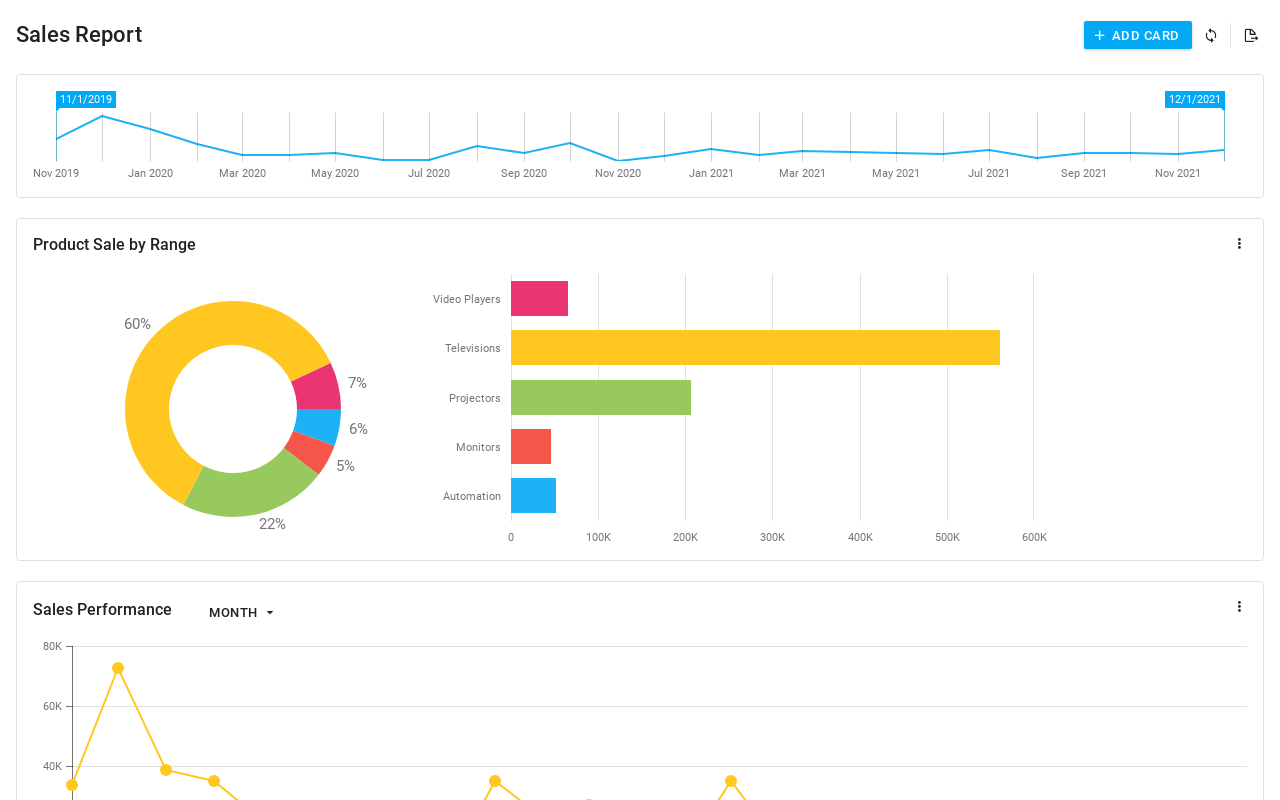 Sales Report
ADD CARD
11/1/2019 12/1/2021
Nov 2019 Jan 2020 Mar 2020 May 2020 Jul 2020 Sep 2020 Nov 2020 Jan 2021 Mar 2021 May 2021 Jul 2021 Sep 2021 Nov 2021
Product Sale by Range
60%
7%
6%
5%
22%
Video Players
Televisions
Projectors
Monitors
Automation
0 100K 200K 300K 400K 500K 600K
Sales Performance MONTH
80K
60K
40K